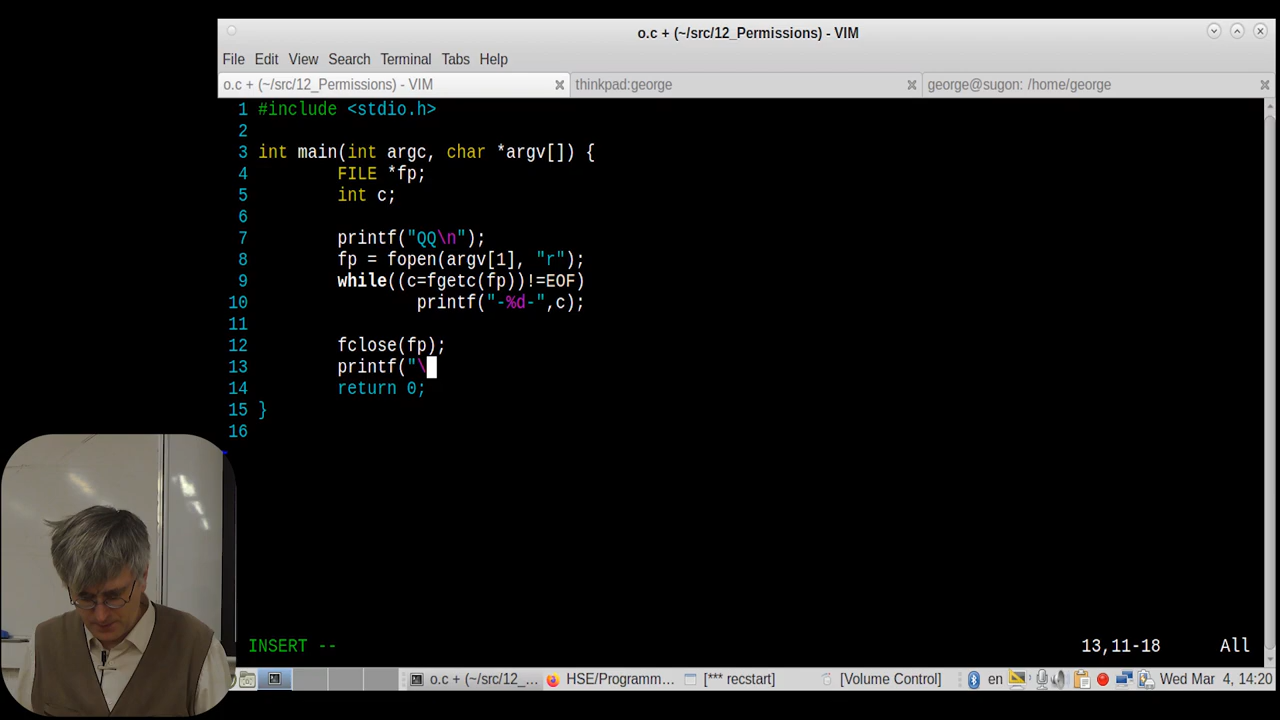 o.c + (~/src/12_Permissions) - VIM
File Edit View Search Terminal Tabs Help
o.c + (~/src/12_Permissions) - VIM thinkpad:george george@sugon: /home/george
1 #include <stdio.h>
2
3 int main(int argc, char *argv[]) {
4 FILE *fp;
5 int c;
6
7 printf("QQ\n");
8 fp = fopen(argv[1], "r");
9 while((c=fgetc(fp))!=EOF)
10 printf("-%d-",c);
11
12 fclose(fp);
13 printf("\
14 return 0;
15 }
16
INSERT -- 13,11-18 All
o.c + (~/src/12_... HSE/Programm... [*** recstart] [Volume Control] en Wed Mar 4, 14:20